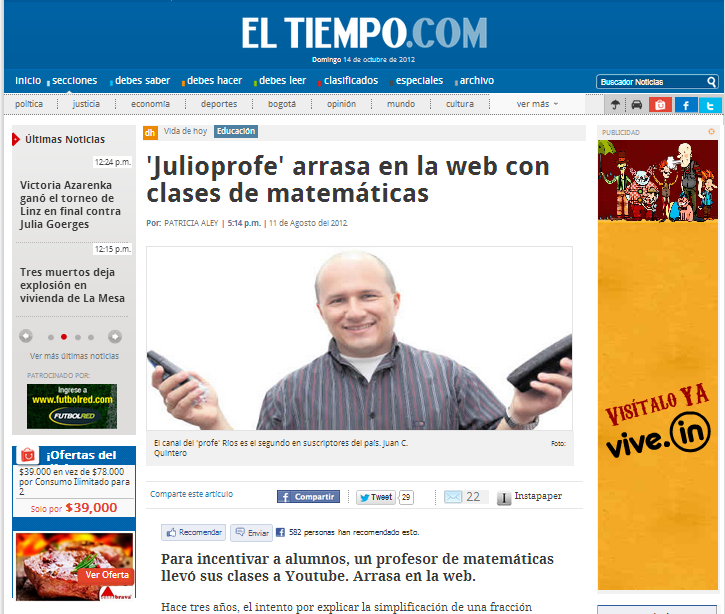 EL TIEMPO.COM
Domingo 14 de octubre de 2012
inicio secciones debes saber debes hacer debes leer clasificados especiales archivo
Buscador Noticias
política justicia economía deportes bogotá opinión mundo cultura ver más
Últimas Noticias
12:24 p.m.
Victoria Azarenka
ganó el torneo de
Linz en final contra
Julia Goerges
12:15 p.m.
Tres muertos deja
explosión en
vivienda de La Mesa
Ver más últimas noticias
PATROCINADO POR:
Ingrese a
www.futbolred.com
FUTBOLRED
¡Ofertas del
$39.000 en vez de $78.000
por Consumo Ilimitado para
2
Solo por $39,000
Ver Oferta
dh Vida de hoy Educación
'Julioprofe' arrasa en la web con
clases de matemáticas
Por: PATRICIA ALEY | 5:14 p.m. | 11 de Agosto del 2012
El canal del 'profe' Ríos es el segundo en suscriptores del país. Juan C.
Quintero
Foto:
Comparte este artículo
Compartir
Tweet 29
22
I Instapaper
Recomendar Enviar 582 personas han recomendado esto.
Para incentivar a alumnos, un profesor de matemáticas
llevó sus clases a Youtube. Arrasa en la web.
Hace tres años, el intento por explicar la simplificación de una fracción
PUBLICIDAD
VISÍTALO YA
vive.in